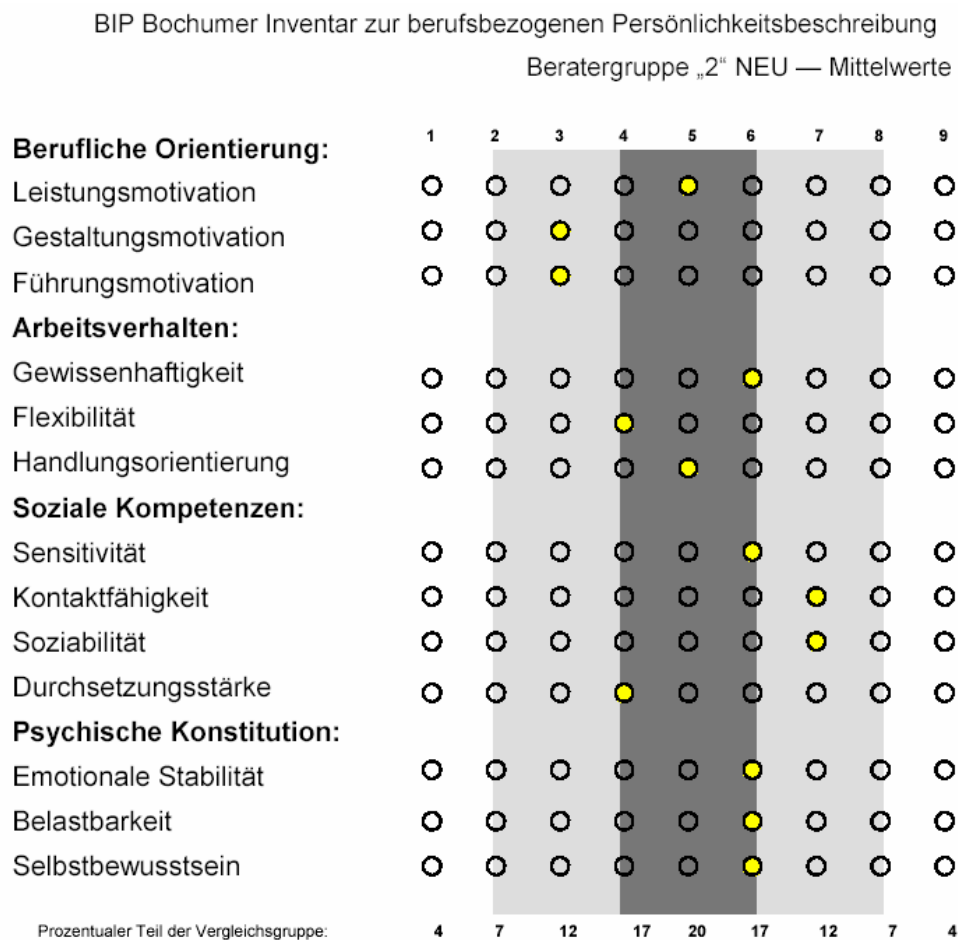 BIP Bochumer Inventar zur berufsbezogenen Persönlichkeitsbeschreibung
Beratergruppe „2“ NEU — Mittelwerte
1 2 3 4 5 6 7 8 9
Berufliche Orientierung:
Leistungsmotivation
Gestaltungsmotivation
Führungsmotivation
Arbeitsverhalten:
Gewissenhaftigkeit
Flexibilität
Handlungsorientierung
Soziale Kompetenzen:
Sensitivität
Kontaktfähigkeit
Soziabilität
Durchsetzungsstärke
Psychische Konstitution:
Emotionale Stabilität
Belastbarkeit
Selbstbewusstsein
Prozentualer Teil der Vergleichsgruppe: 4 7 12 17 20 17 12 7 4